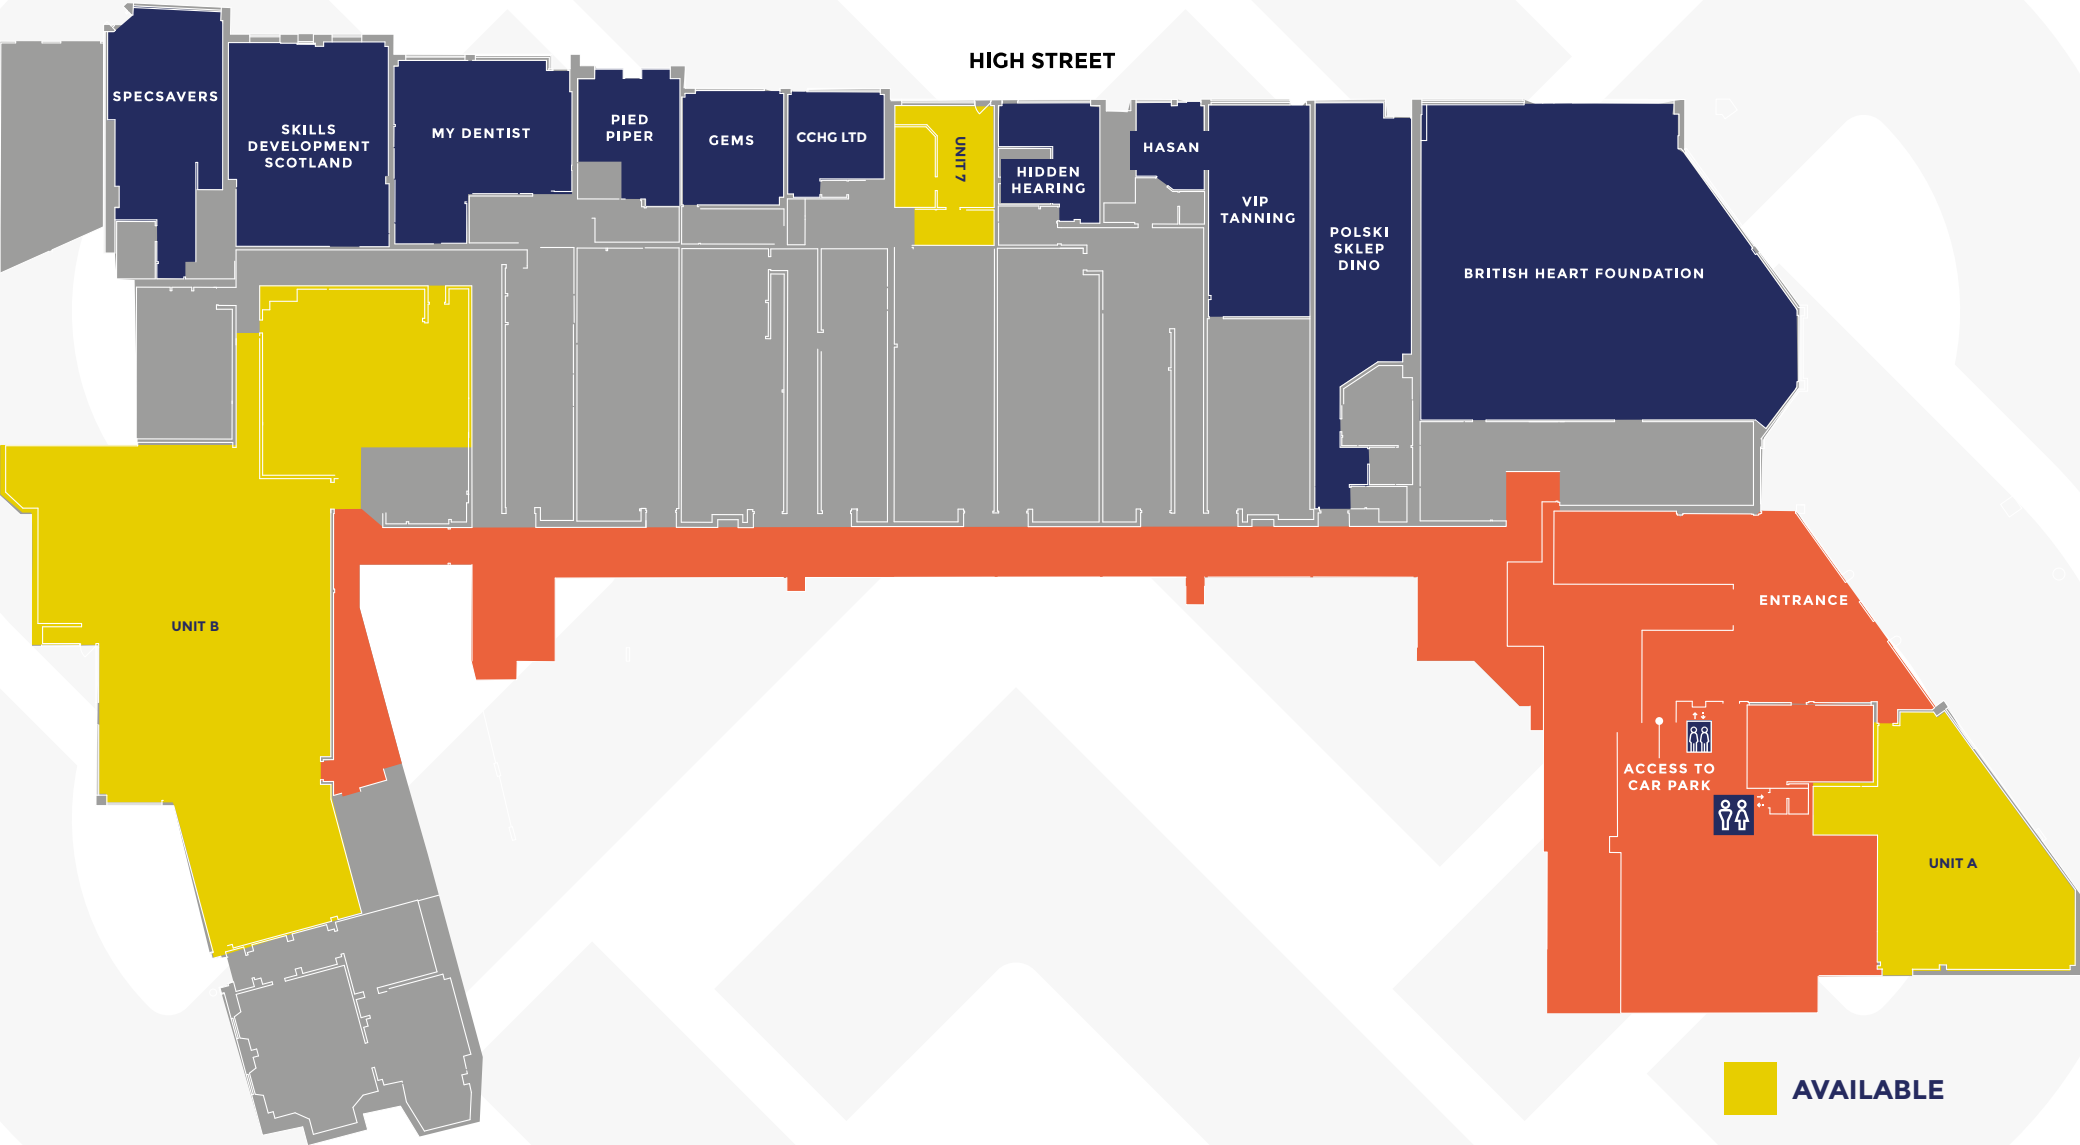 HIGH STREET
SPECSAVERS
SKILLS
DEVELOPMENT
SCOTLAND
MY DENTIST
PIED
PIPER
GEMS
CCHG LTD
UNIT 7
HIDDEN
HEARING
HASAN
VIP
TANNING
POLSKI
SKLEP
DINO
BRITISH HEART FOUNDATION
UNIT B
ENTRANCE
ACCESS TO
CAR PARK
UNIT A
AVAILABLE